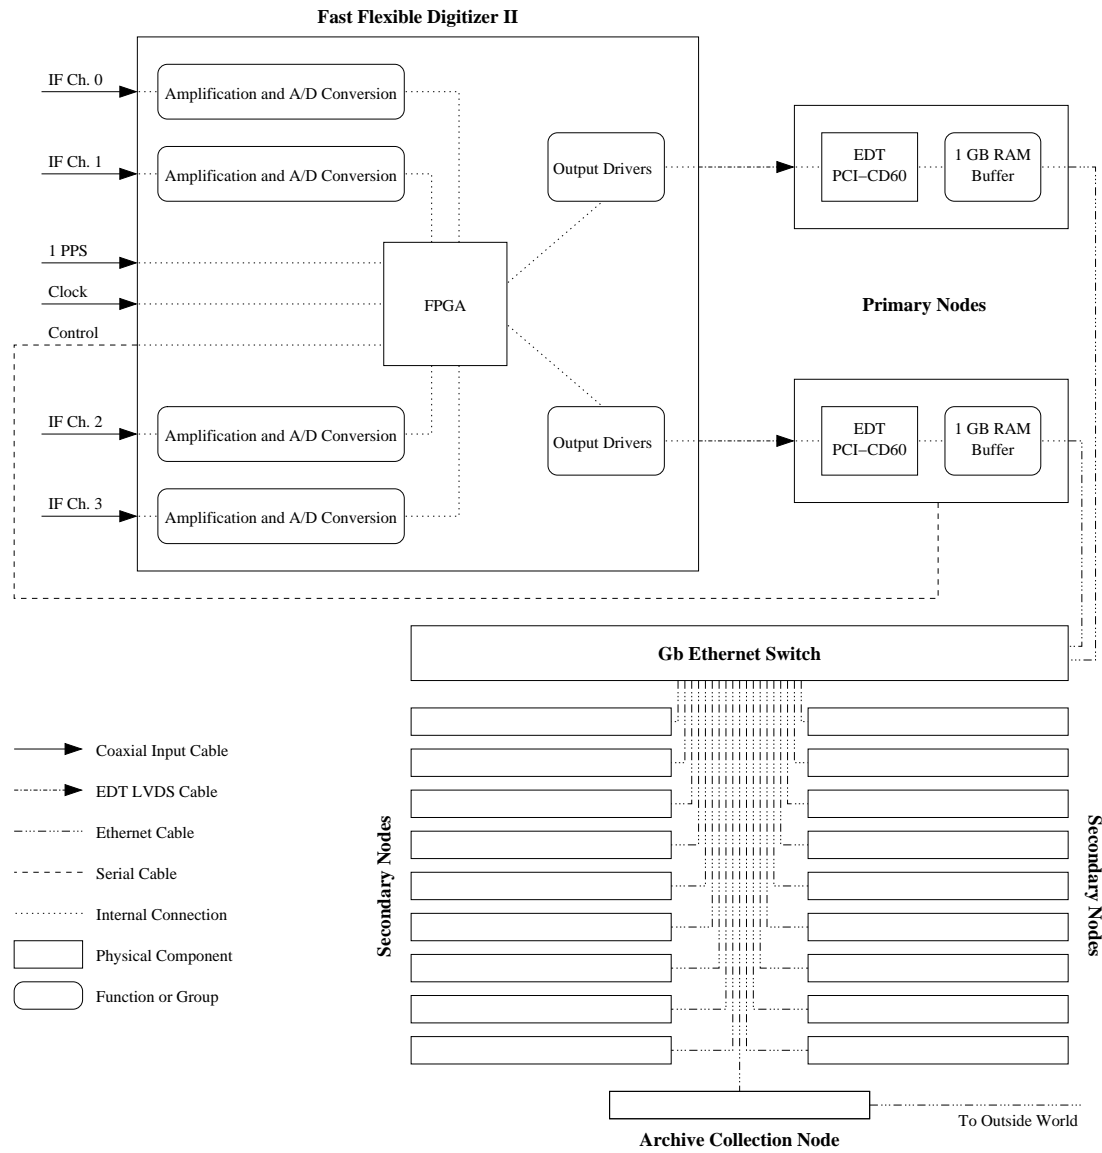 Fast Flexible Digitizer II
IF Ch. 0
Amplification and A/D Conversion
IF Ch. 1
Amplification and A/D Conversion
Output Drivers
EDT
PCI−CD60
1 GB RAM
Buffer
1 PPS
Clock
Control
FPGA
Primary Nodes
IF Ch. 2
Amplification and A/D Conversion
Output Drivers
EDT
PCI−CD60
1 GB RAM
Buffer
IF Ch. 3
Amplification and A/D Conversion
Gb Ethernet Switch
Coaxial Input Cable
EDT LVDS Cable
Ethernet Cable
Serial Cable
Internal Connection
Physical Component
Function or Group
Secondary Nodes
Secondary Nodes
To Outside World
Archive Collection Node